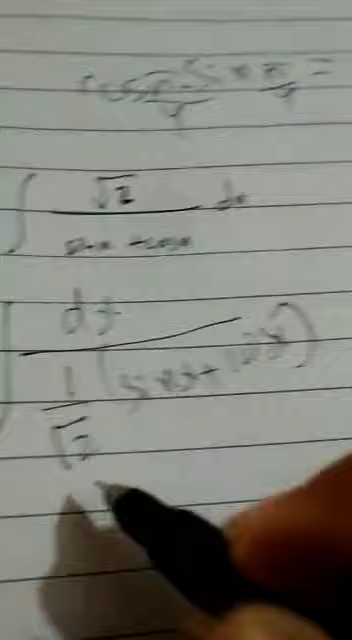 cos π/4 = sin π/4 =
∫ √2 / (sin x + cos x) dx
∫ dx / (1/√2 (sin x + cos x))